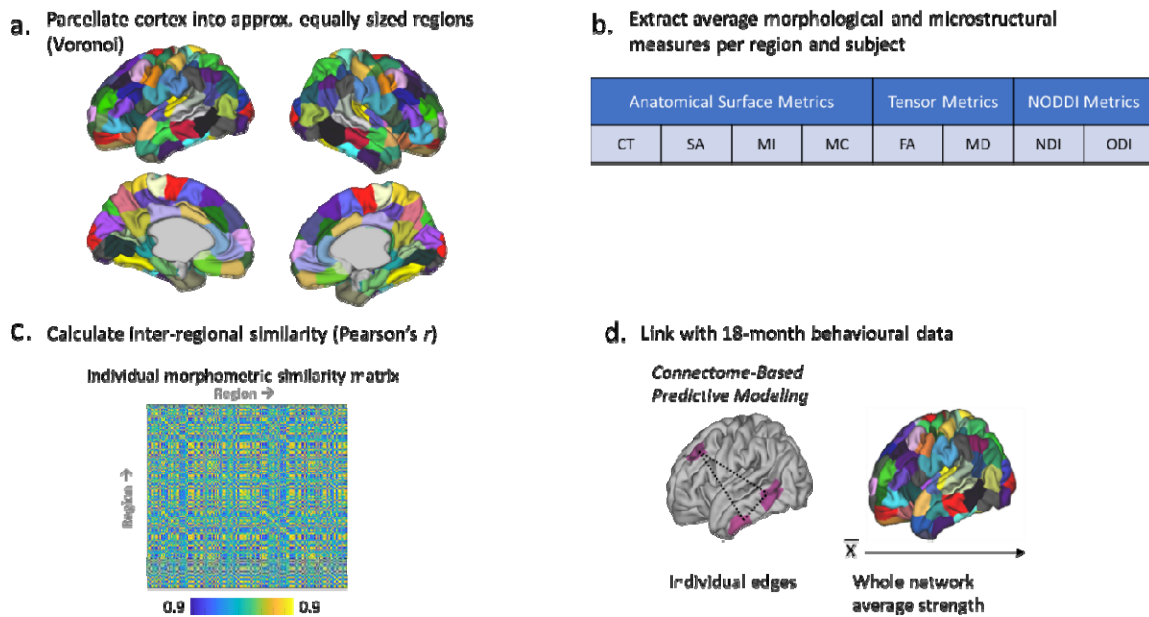 a. Parcellate cortex into approx. equally sized regions
(Voronoi)
b. Extract average morphological and microstructural
measures per region and subject
Anatomical Surface Metrics Tensor Metrics NODDI Metrics
CT SA MI MC FA MD NDI ODI
c. Calculate inter-regional similarity (Pearson's r)
Individual morphometric similarity matrix
Region →
Region →
0.9 0.9
d. Link with 18-month behavioural data
Connectome-Based
Predictive Modeling
X
Individual edges
Whole network
average strength